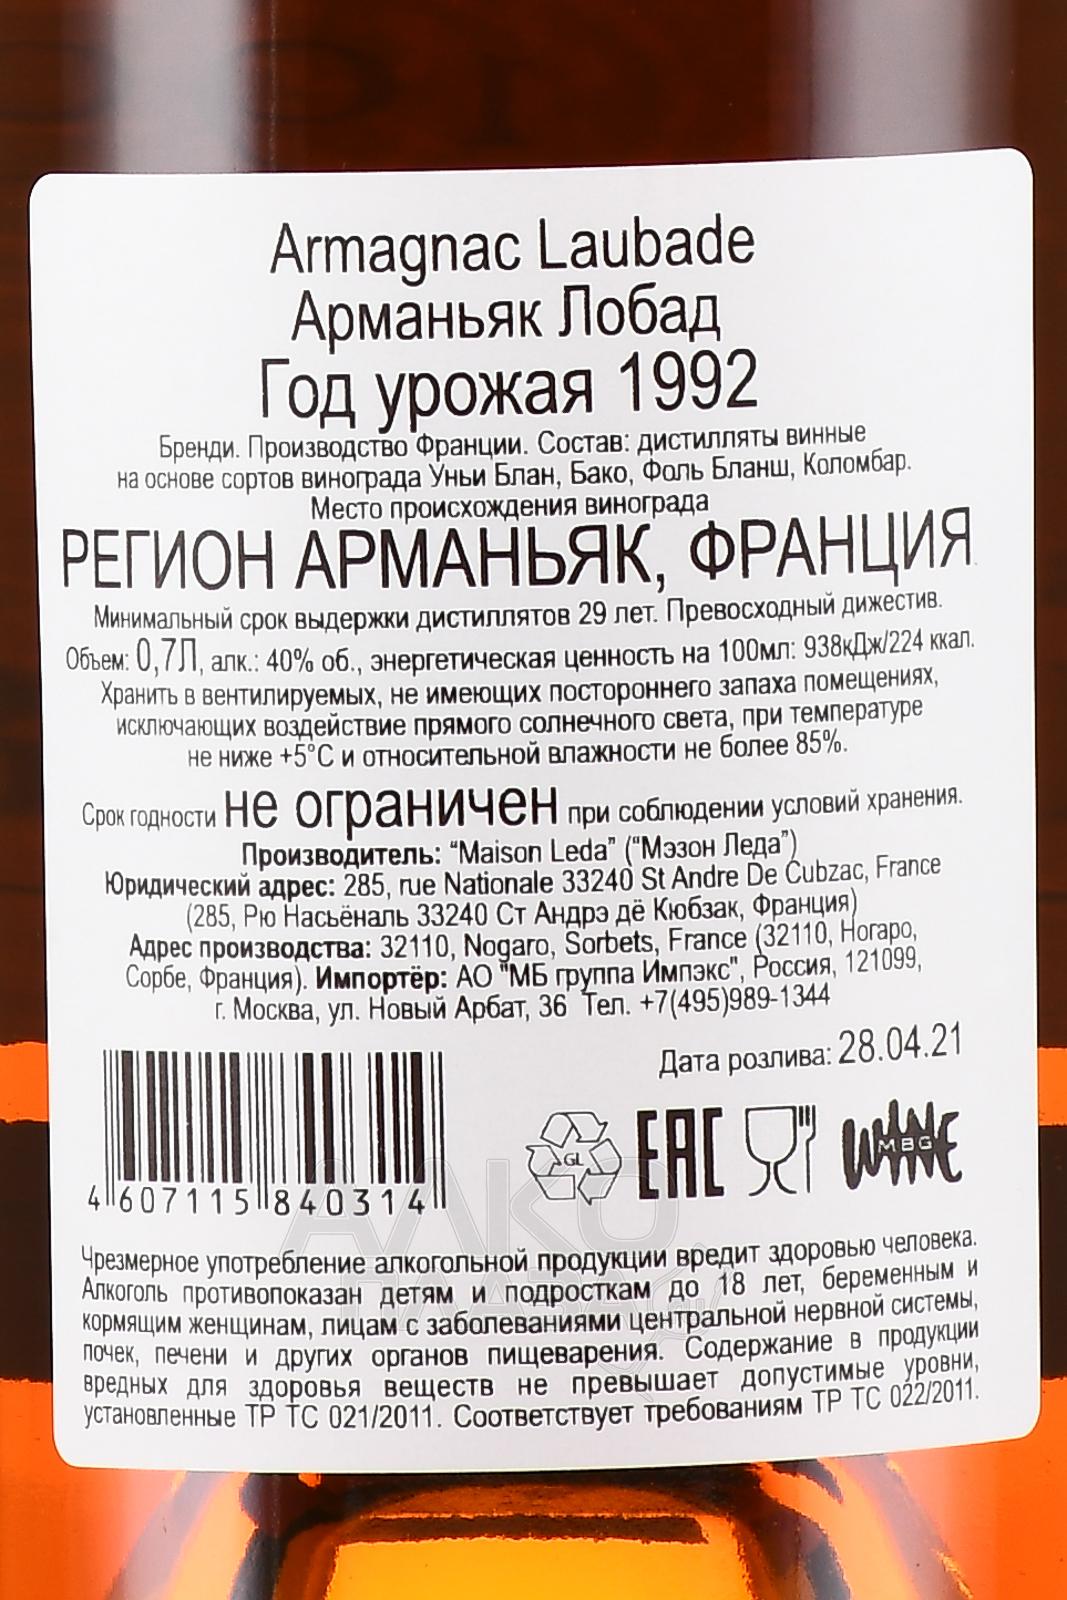 Armagnac Laubade
Арманьяк Лобад
Год урожая 1992
Бренди. Производство Франции. Состав: дистилляты винные
на основе сортов винограда Уньи Блан, Бако, Фоль Бланш, Коломбар.
Место происхождения винограда
РЕГИОН АРМАНЬЯК, ФРАНЦИЯ.
Минимальный срок выдержки дистиллятов 29 лет. Превосходный дижестив.
Объем: 0,7Л, алк.: 40% об., энергетическая ценность на 100мл: 938кДж/224 ккал.
Хранить в вентилируемых, не имеющих постороннего запаха помещениях,
исключающих воздействие прямого солнечного света, при температуре
не ниже +5°C и относительной влажности не более 85%.
Срок годности не ограничен при соблюдении условий хранения.
Производитель: “Maison Leda” (“Мэзон Леда”)
Юридический адрес: 285, rue Nationale 33240 St Andre De Cubzac, France
(285, Рю Насьёналь 33240 Ст Андрэ дё Кюбзак, Франция)
Адрес производства: 32110, Nogaro, Sorbets, France (32110, Ногаро,
Сорбе, Франция). Импортёр: АО "МБ группа Импэкс", Россия, 121099,
г. Москва, ул. Новый Арбат, 36 Тел. +7(495)989-1344
Дата розлива: 28.04.21
GL EAC WINE MBG
4 607115 840314
АЛКО
ПЛАЗА.ru
Чрезмерное употребление алкогольной продукции вредит здоровью человека.
Алкоголь противопоказан детям и подросткам до 18 лет, беременным и
кормящим женщинам, лицам с заболеваниями центральной нервной системы,
почек, печени и других органов пищеварения. Содержание в продукции
вредных для здоровья веществ не превышает допустимые уровни,
установленные ТР ТС 021/2011. Соответствует требованиям ТР ТС 022/2011.